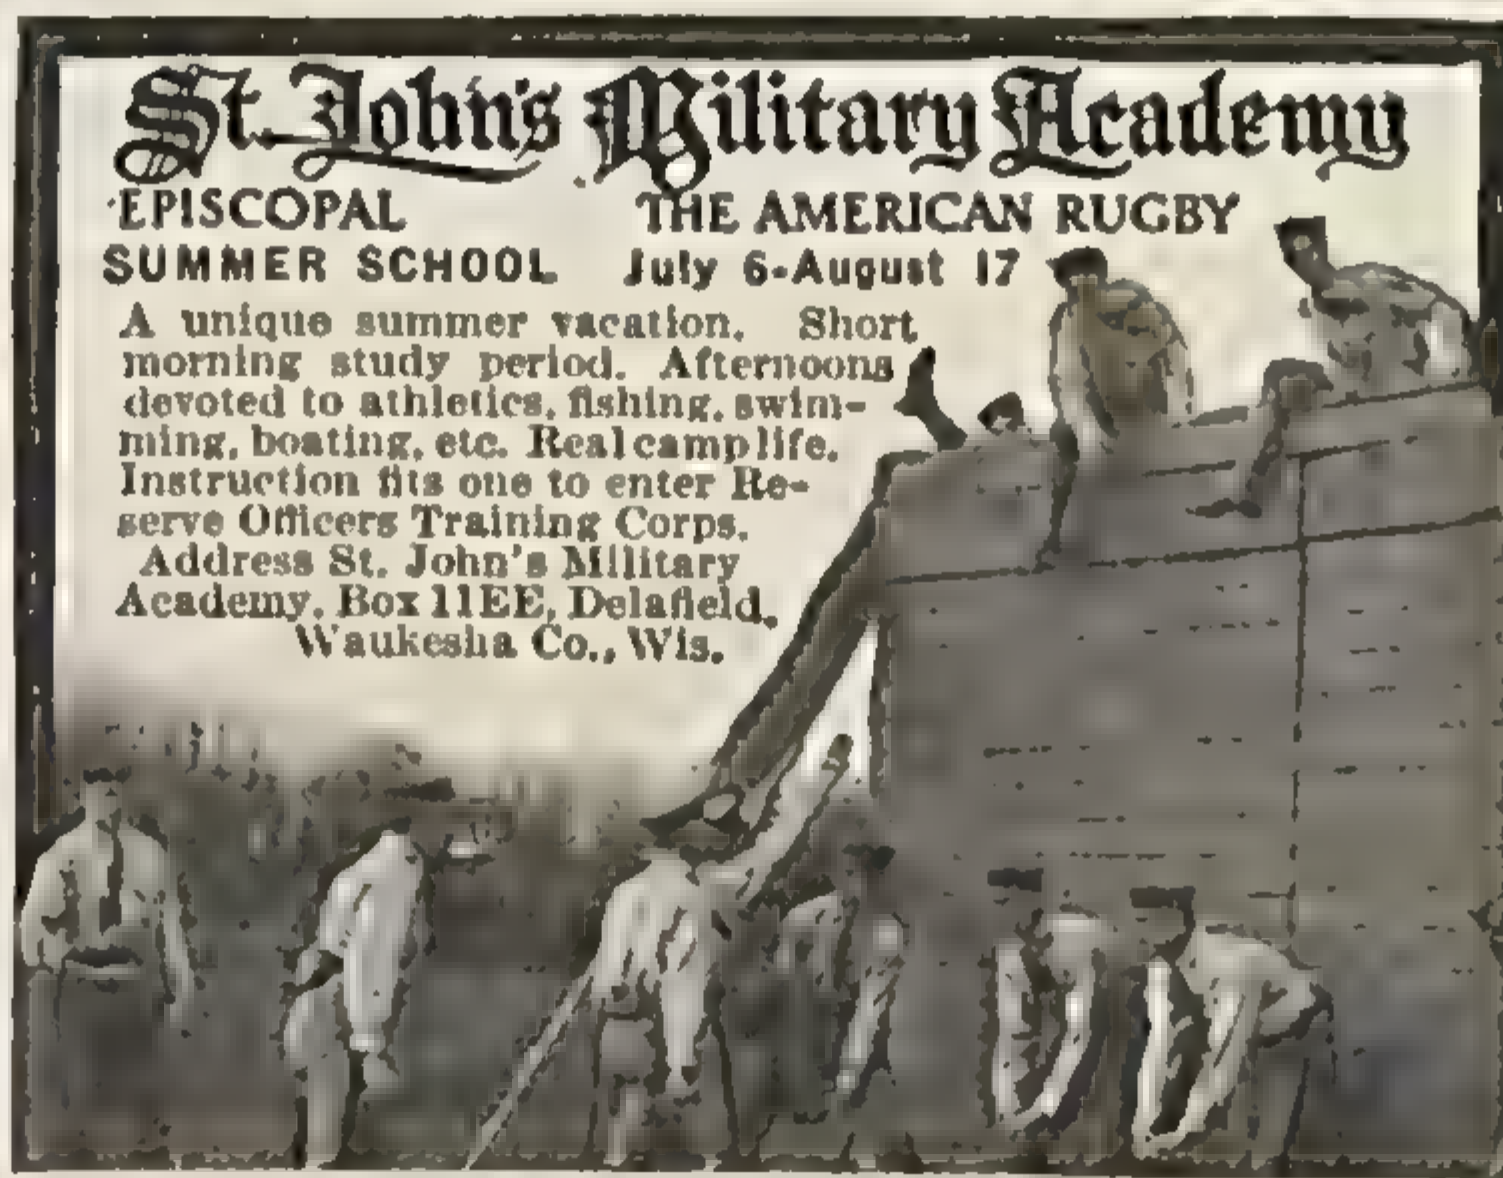 St. John's Military Academy
EPISCOPAL THE AMERICAN RUGBY
SUMMER SCHOOL July 6-August 17
A unique summer vacation. Short
morning study period. Afternoons
devoted to athletics, fishing, swim-
ming, boating, etc. Real camp life.
Instruction fits one to enter Re-
serve Officers Training Corps.
Address St. John's Military
Academy, Box 11EE, Delafield,
Waukesha Co., Wis.